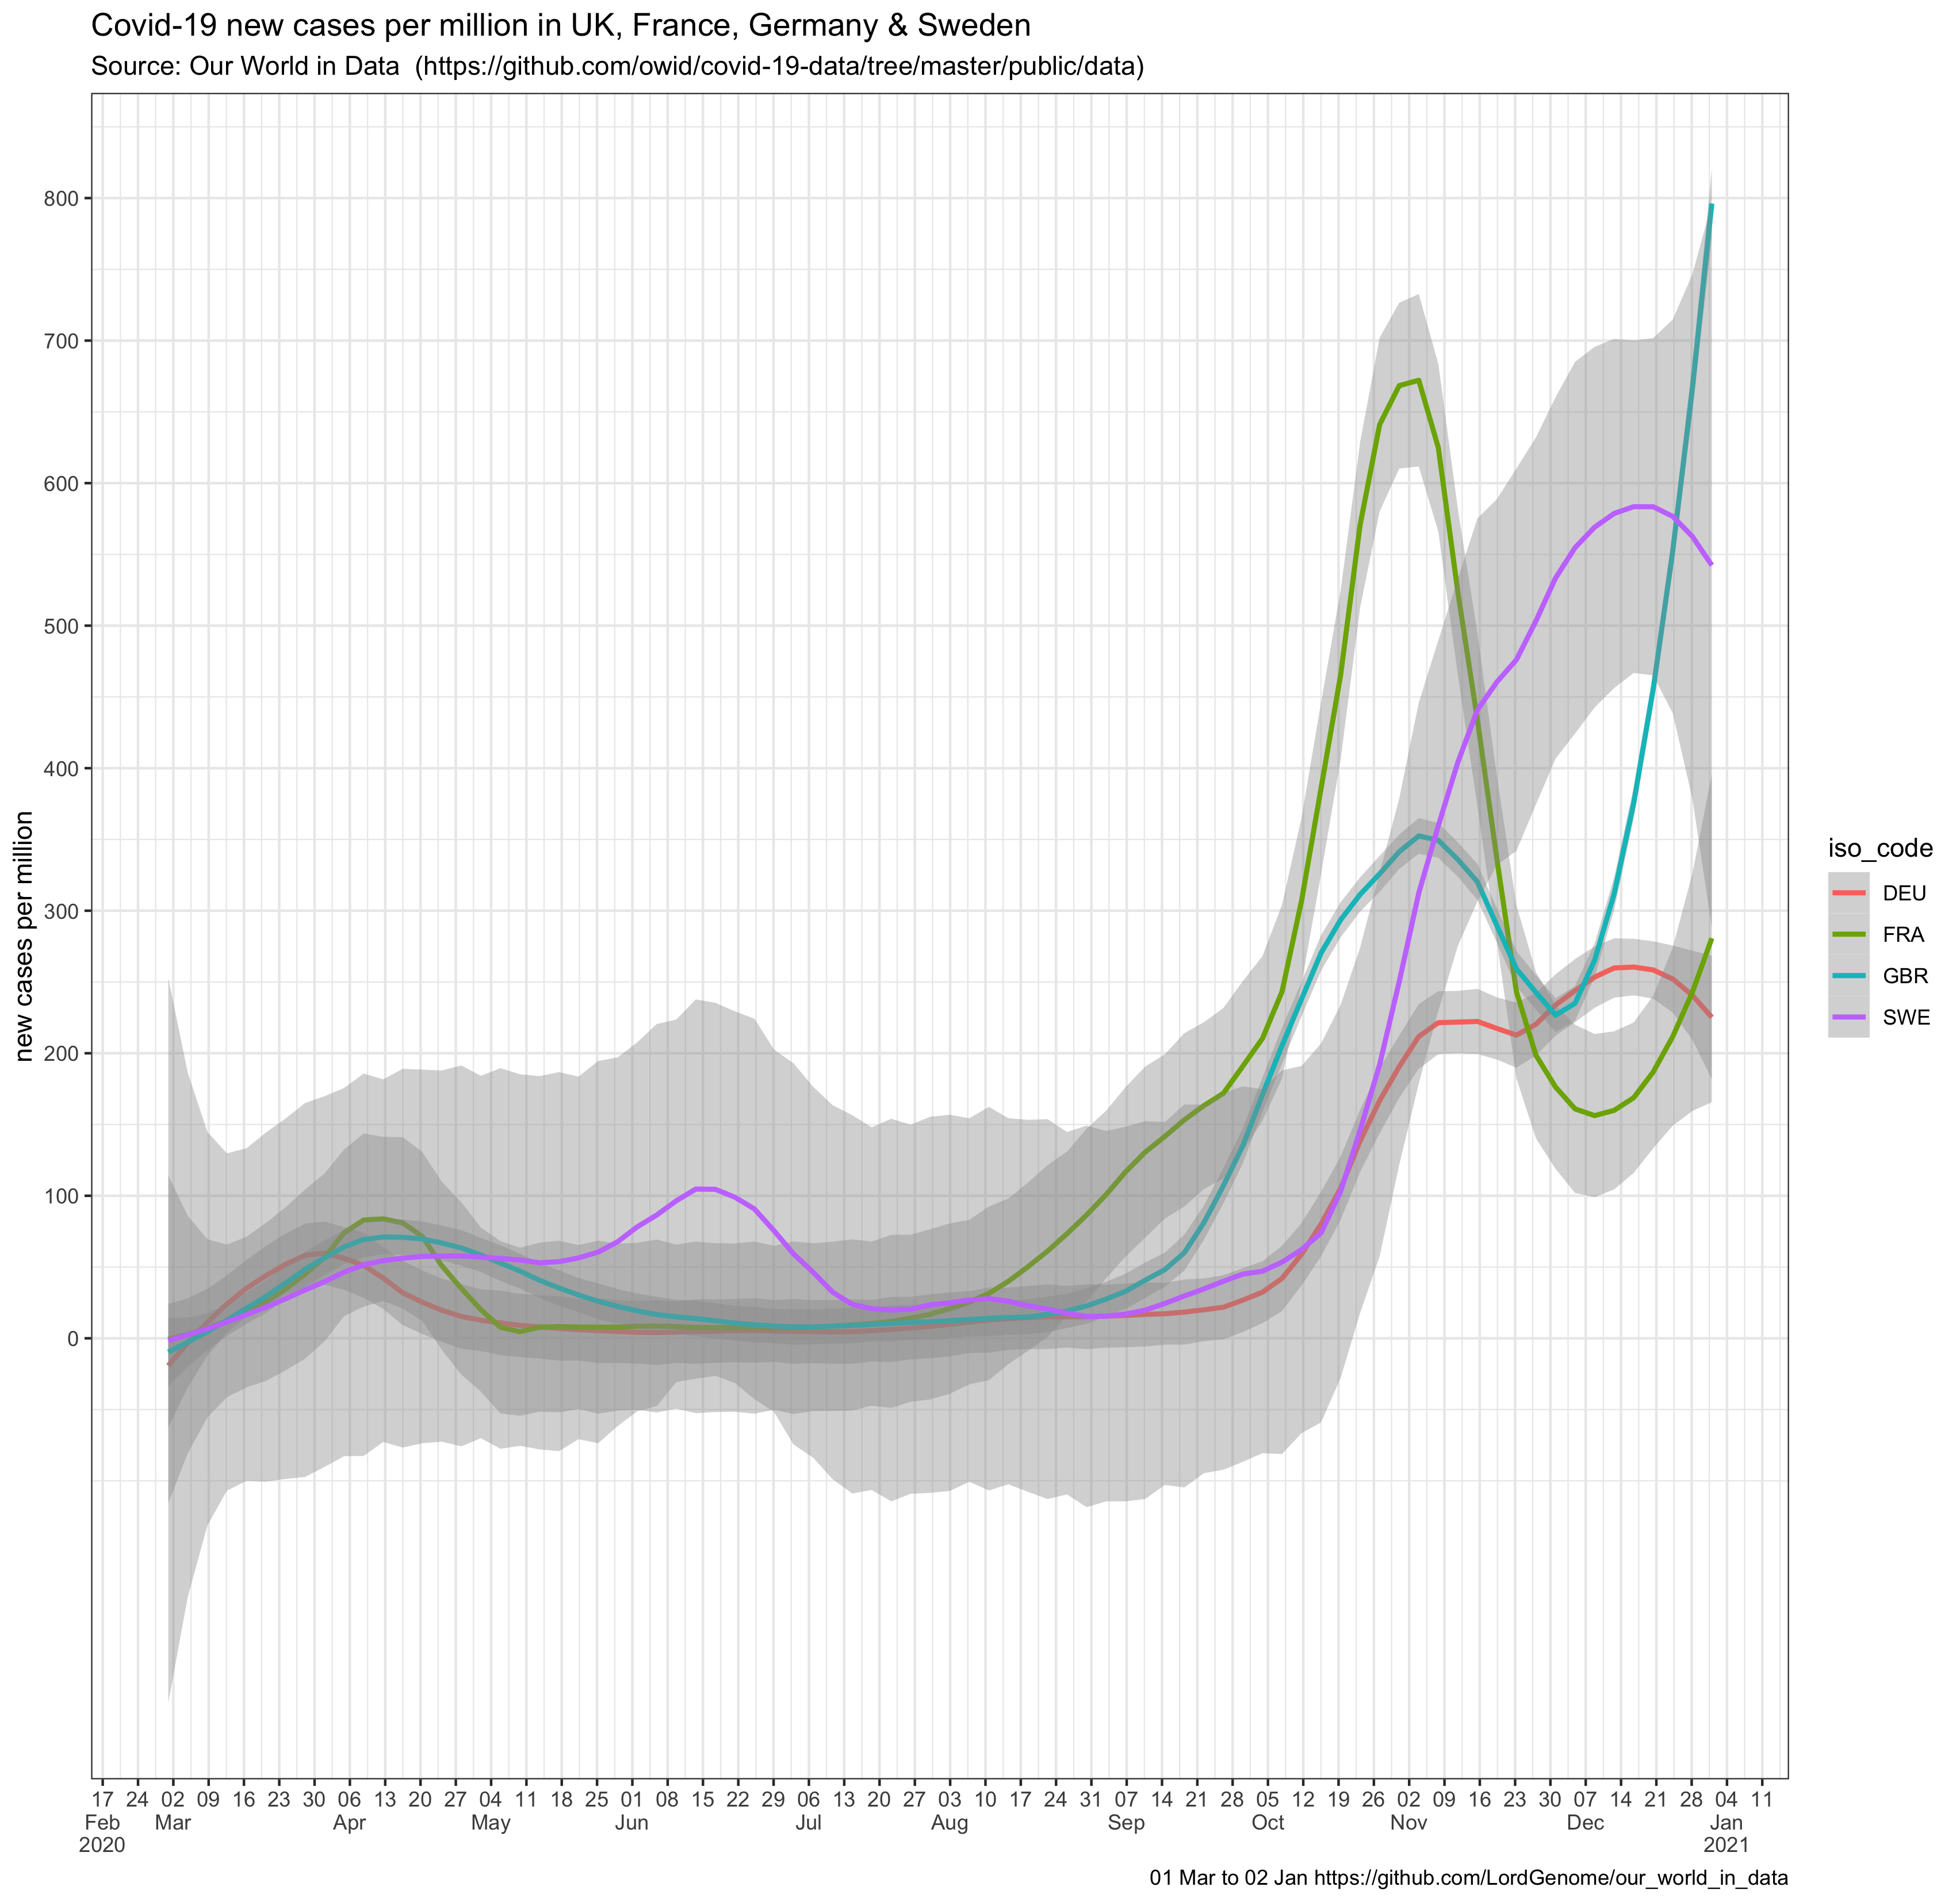 Covid-19 new cases per million in UK, France, Germany & Sweden
Source: Our World in Data  (https://github.com/owid/covid-19-data/tree/master/public/data)
new cases per million
800
700
600
500
400
300
200
100
0
iso_code
DEU
FRA
GBR
SWE
17 24 02 09 16 23 30 06 13 20 27 04 11 18 25 01 08 15 22 29 06 13 20 27 03 10 17 24 31 07 14 21 28 05 12 19 26 02 09 16 23 30 07 14 21 28 04 11
Feb Mar Apr May Jun Jul Aug Sep Oct Nov Dec Jan
2020 2021
01 Mar to 02 Jan https://github.com/LordGenome/our_world_in_data